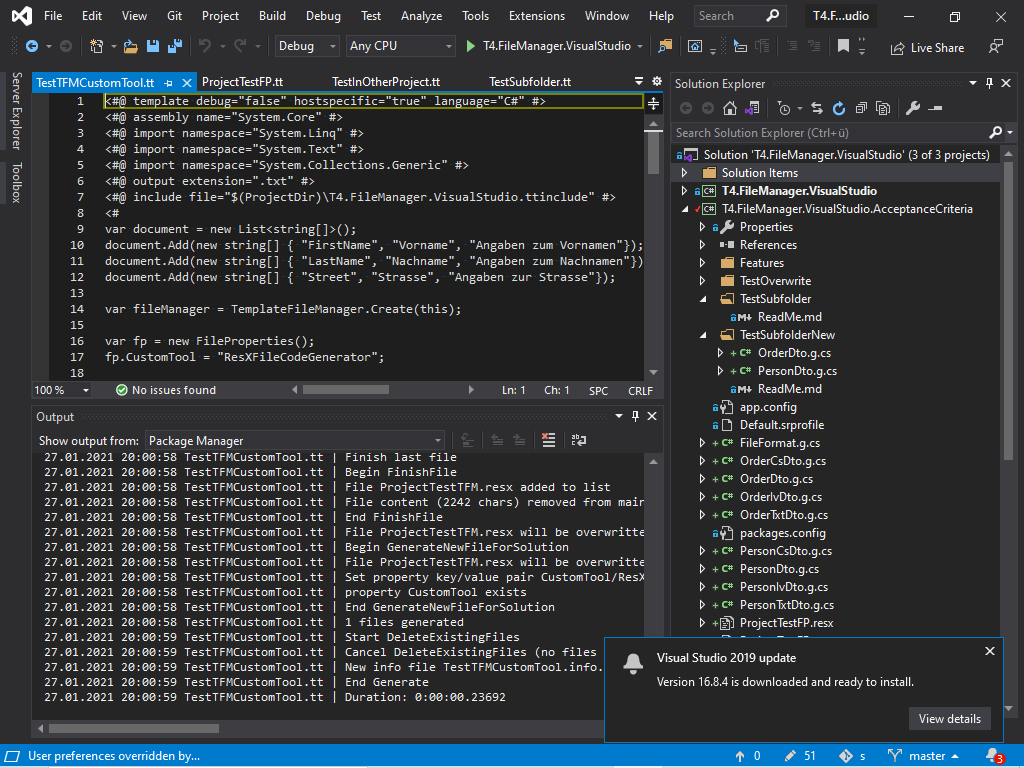 File Edit View Git Project Build Debug Test Analyze Tools Extensions Window Help Search T4.F...udio
Debug Any CPU T4.FileManager.VisualStudio Live Share
Server Explorer
Toolbox
TestTFMCustomTool.tt ProjectTestFP.tt TestInOtherProject.tt TestSubfolder.tt
1 <#@ template debug="false" hostspecific="true" language="C#" #>
2 <#@ assembly name="System.Core" #>
3 <#@ import namespace="System.Linq" #>
4 <#@ import namespace="System.Text" #>
5 <#@ import namespace="System.Collections.Generic" #>
6 <#@ output extension=".txt" #>
7 <#@ include file="$(ProjectDir)\T4.FileManager.VisualStudio.ttinclude" #>
8 <#
9 var document = new List<string[]>();
10 document.Add(new string[] { "FirstName", "Vorname", "Angaben zum Vornamen"});
11 document.Add(new string[] { "LastName", "Nachname", "Angaben zum Nachnamen"})
12 document.Add(new string[] { "Street", "Strasse", "Angaben zur Strasse"});
13
14 var fileManager = TemplateFileManager.Create(this);
15
16 var fp = new FileProperties();
17 fp.CustomTool = "ResXFileCodeGenerator";
18
100 % No issues found Ln: 1 Ch: 1 SPC CRLF
Output
Show output from: Package Manager
27.01.2021 20:00:58 TestTFMCustomTool.tt | Finish last file
27.01.2021 20:00:58 TestTFMCustomTool.tt | Begin FinishFile
27.01.2021 20:00:58 TestTFMCustomTool.tt | File ProjectTestTFM.resx added to list
27.01.2021 20:00:58 TestTFMCustomTool.tt | File content (2242 chars) removed from main
27.01.2021 20:00:58 TestTFMCustomTool.tt | End FinishFile
27.01.2021 20:00:58 TestTFMCustomTool.tt | File ProjectTestTFM.resx will be overwritte
27.01.2021 20:00:58 TestTFMCustomTool.tt | Begin GenerateNewFileForSolution
27.01.2021 20:00:58 TestTFMCustomTool.tt | File ProjectTestTFM.resx will be overwritte
27.01.2021 20:00:58 TestTFMCustomTool.tt | Set property key/value pair CustomTool/ResX
27.01.2021 20:00:58 TestTFMCustomTool.tt | property CustomTool exists
27.01.2021 20:00:58 TestTFMCustomTool.tt | End GenerateNewFileForSolution
27.01.2021 20:00:58 TestTFMCustomTool.tt | 1 files generated
27.01.2021 20:00:59 TestTFMCustomTool.tt | Start DeleteExistingFiles
27.01.2021 20:00:59 TestTFMCustomTool.tt | Cancel DeleteExistingFiles (no files
27.01.2021 20:00:59 TestTFMCustomTool.tt | New info file TestTFMCustomTool.info.
27.01.2021 20:00:59 TestTFMCustomTool.tt | End Generate
27.01.2021 20:00:59 TestTFMCustomTool.tt | Duration: 0:00:00.23692
Solution Explorer
Search Solution Explorer (Ctrl+ü)
Solution 'T4.FileManager.VisualStudio' (3 of 3 projects)
Solution Items
C# T4.FileManager.VisualStudio
C# T4.FileManager.VisualStudio.AcceptanceCriteria
Properties
References
Features
TestOverwrite
TestSubfolder
M+ ReadMe.md
TestSubfolderNew
+ C# OrderDto.g.cs
+ C# PersonDto.g.cs
M+ ReadMe.md
app.config
Default.srprofile
+ C# FileFormat.g.cs
+ C# OrderCsDto.g.cs
+ C# OrderDto.g.cs
+ C# OrderIvDto.g.cs
+ C# OrderTxtDto.g.cs
packages.config
+ C# PersonCsDto.g.cs
+ C# PersonDto.g.cs
+ C# PersonIvDto.g.cs
+ C# PersonTxtDto.g.cs
+ ProjectTestFP.resx
Visual Studio 2019 update
Version 16.8.4 is downloaded and ready to install.
View details
User preferences overridden by... 0 51 s master 3